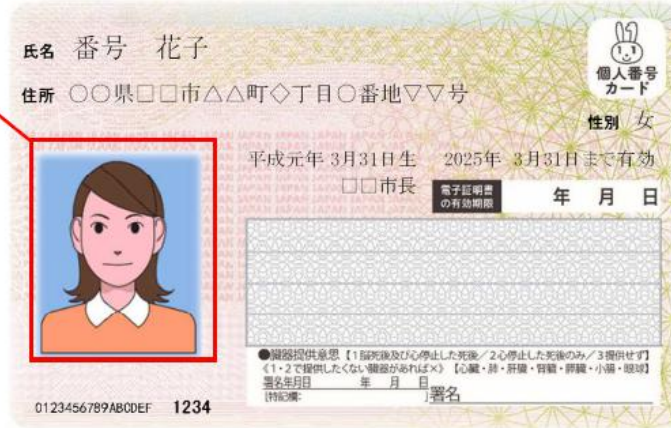 氏名 番号 花子
個人番号
カード
住所 ○○県□□市△△町◇丁目○番地▽▽号
性別 女
平成元年 3月31日生 2025年 3月31日まで有効
□□市長
電子証明書
の有効期限
年 月 日
●臓器提供意思【1脳死後及び心停止した死後/2心停止した死後のみ/3提供せず】
《1・2で提供したくない臓器があれば×》【心臓・肺・肝臓・腎臓・膵臓・小腸・眼球】
署名年月日 年 月 日
[特記欄: ]署名
0123456789ABCDEF 1234